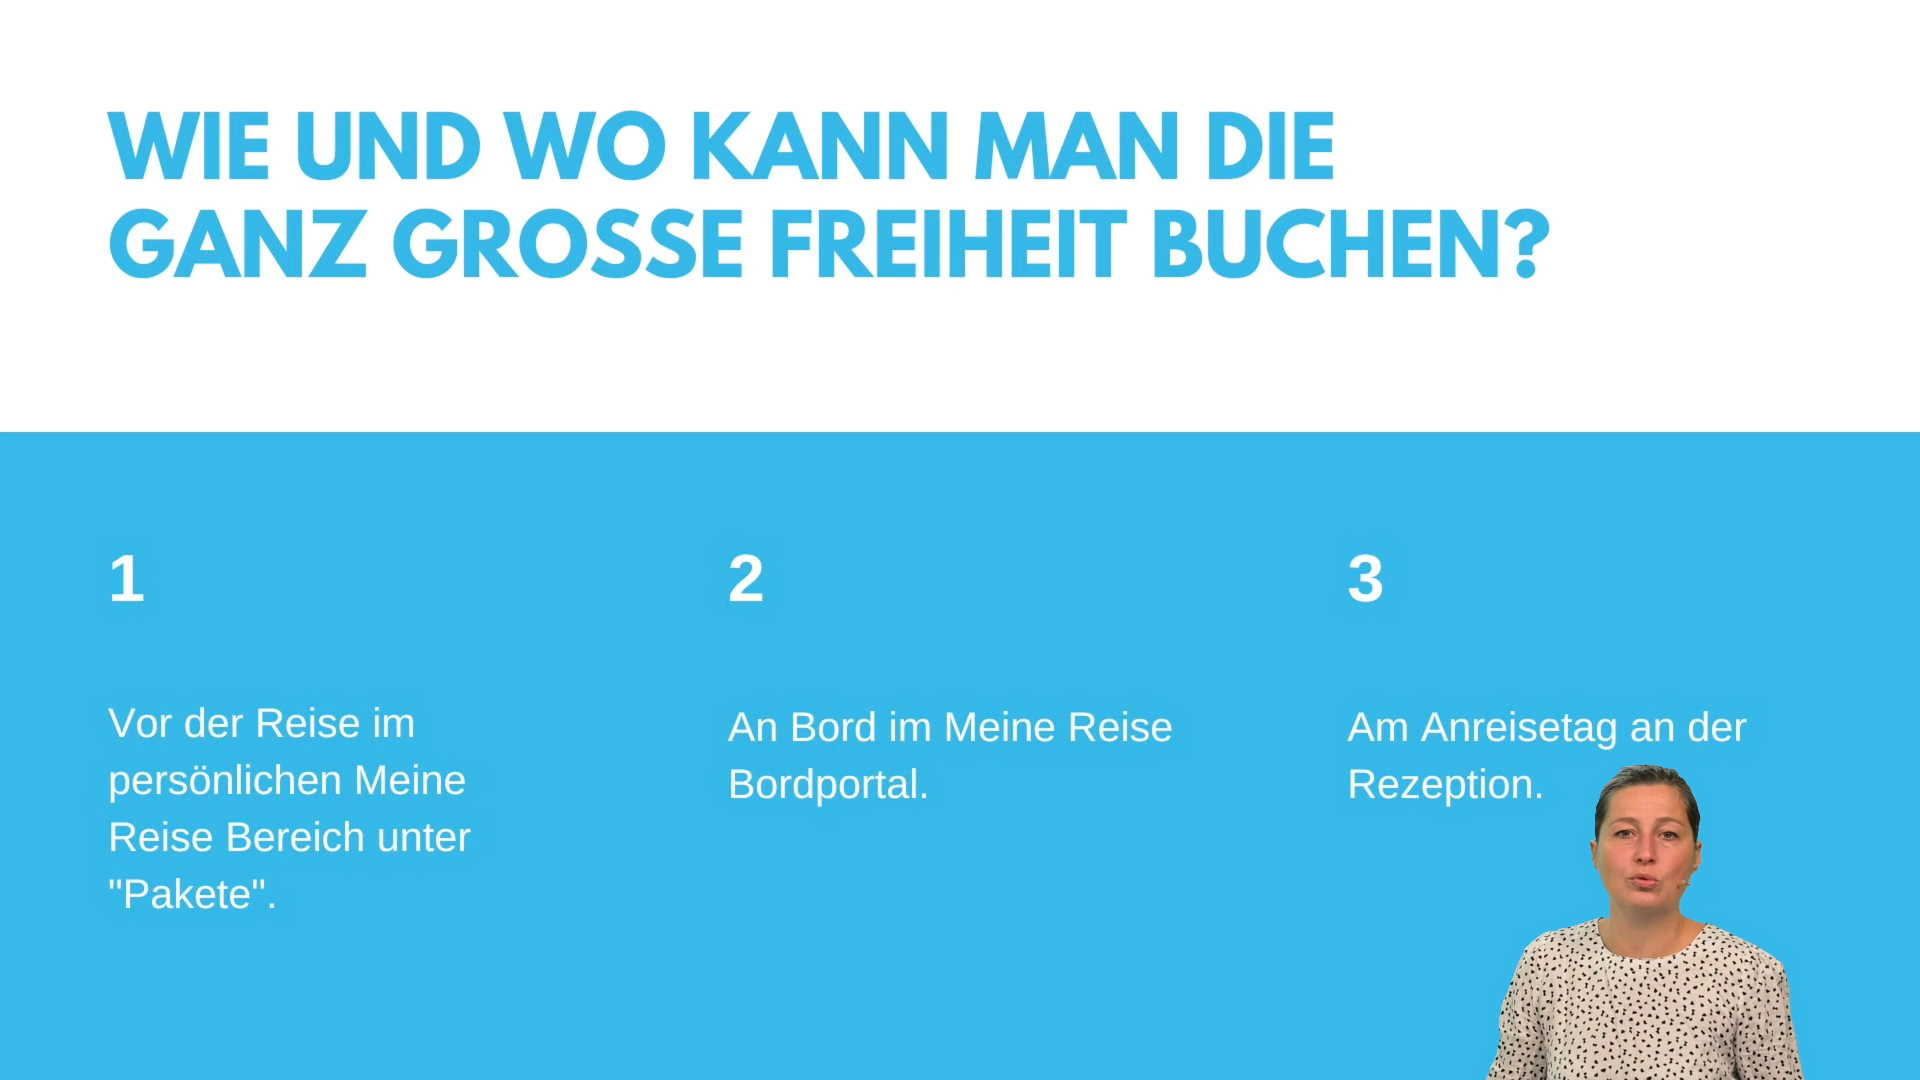 WIE UND WO KANN MAN DIE
GANZ GROSSE FREIHEIT BUCHEN?
1
Vor der Reise im
persönlichen Meine
Reise Bereich unter
"Pakete".
2
An Bord im Meine Reise
Bordportal.
3
Am Anreisetag an der
Rezeption.